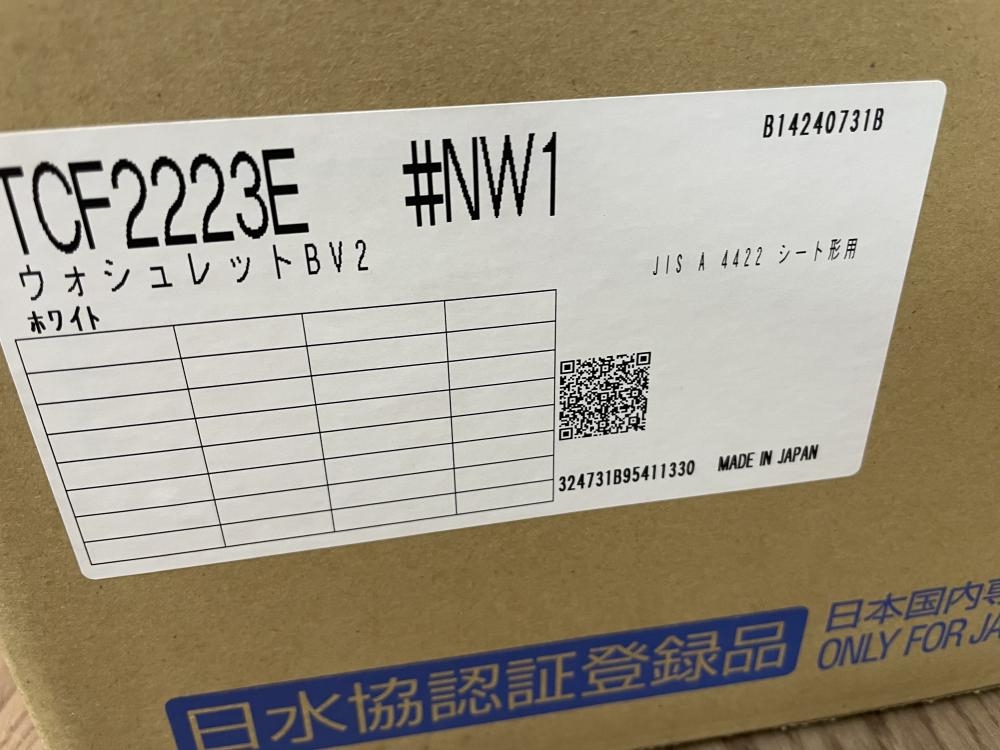 B14240731B
TCF2223E #NW1
ウォシュレットBV2
JIS A 4422 シート形用
ホワイト
324731B95411330 MADE IN JAPAN
日本国内専
ONLY FOR JA
日水協認証登録品